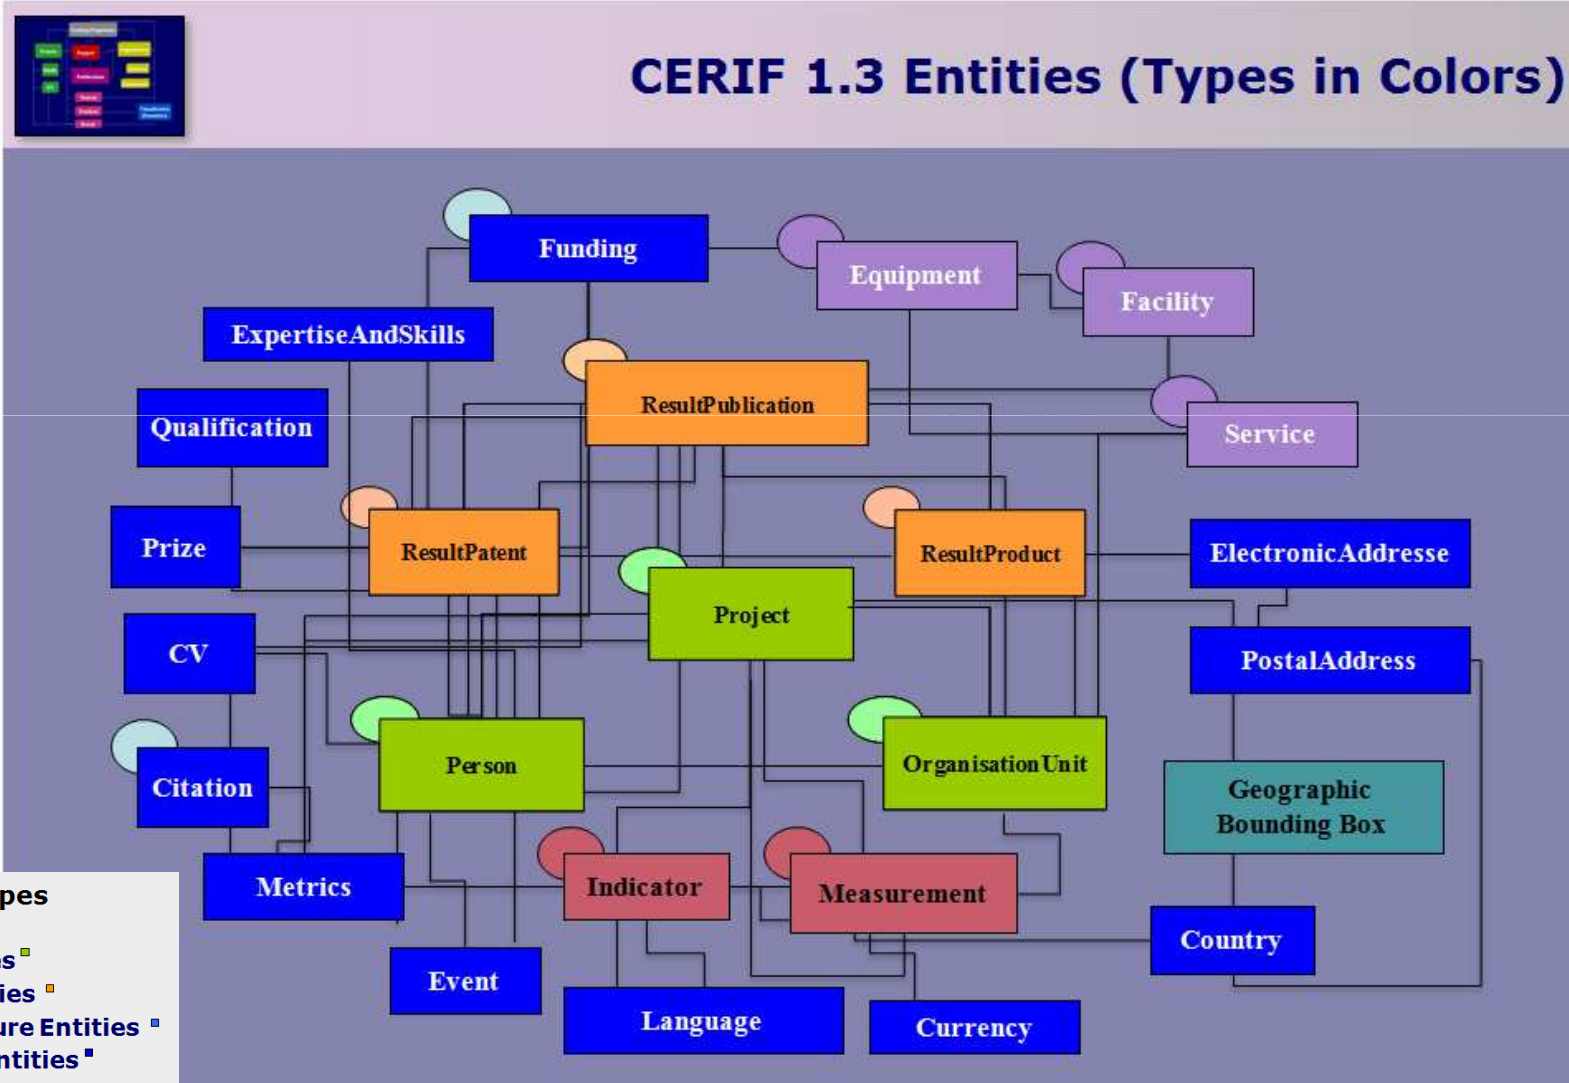 CERIF 1.3 Entities (Types in Colors)
Funding
Equipment
Facility
ExpertiseAndSkills
ResultPublication
Qualification
Service
Prize
ResultPatent
ResultProduct
ElectronicAddresse
Project
CV
PostalAddress
Person
OrganisationUnit
Citation
Geographic
Bounding Box
Metrics
Indicator
Measurement
Country
Event
Language
Currency
pes
es
ies
ure Entities
ntities